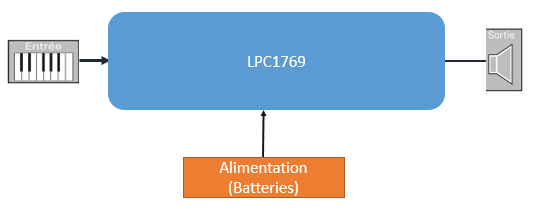 Entrée
LPC1769
Sortie
Alimentation
(Batteries)